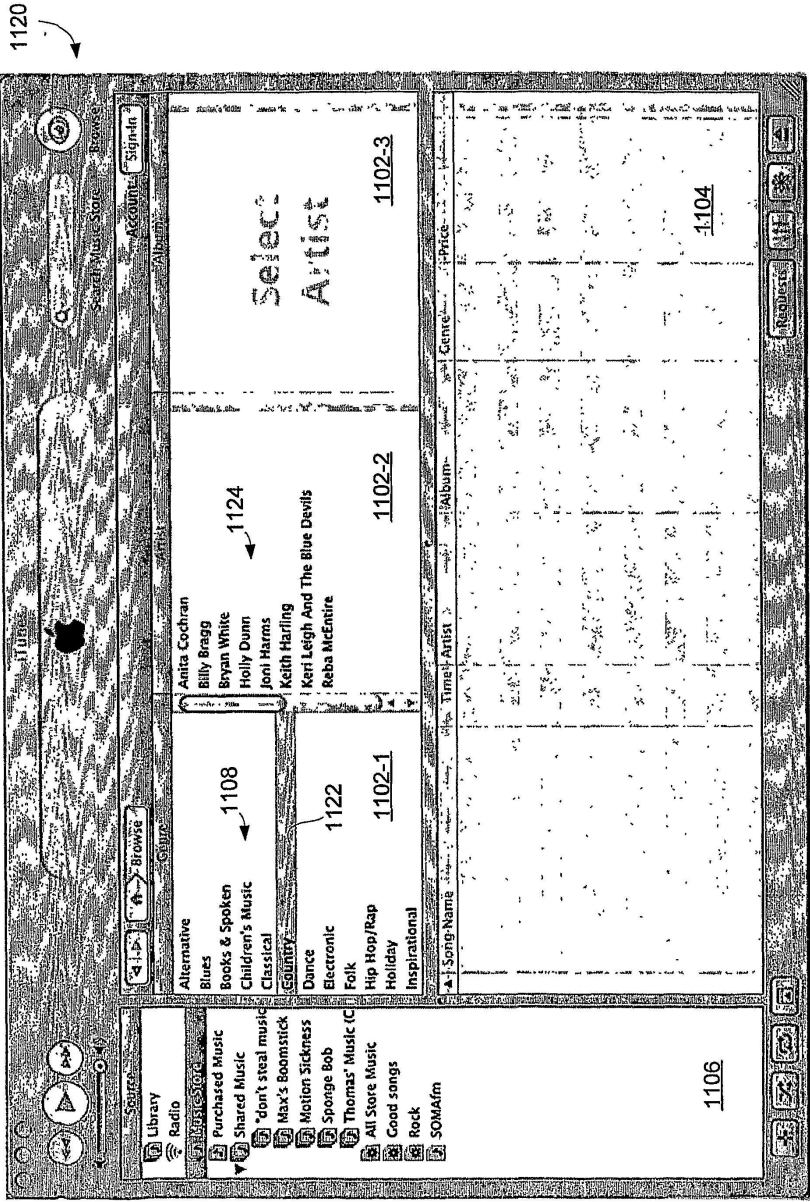 1120
iTunes
Search Music Store
Browse
Source
Library
Radio
Music Store
Purchased Music
Shared Music
"don't steal music
Max's Boomstick
Motion Sickness
Sponge Bob
Thomas' Music (C
All Store Music
Good songs
Rock
SOMAfm
1106
Browse
Account:
Sign-In
Genre
Artist
Album
Alternative
Blues
Books & Spoken
Children's Music
Classical
Country
Dance
Electronic
Folk
Hip Hop/Rap
Holiday
Inspirational
1108
1122
1102-1
Anita Cochran
Billy Bragg
Bryan White
Holly Dunn
Joni Harms
Keith Harling
Keri Leigh And The Blue Devils
Reba McEntire
1124
1102-2
Select
Artist
1102-3
Song Name
Time
Artist
Album
Genre
Price
1104
Requests